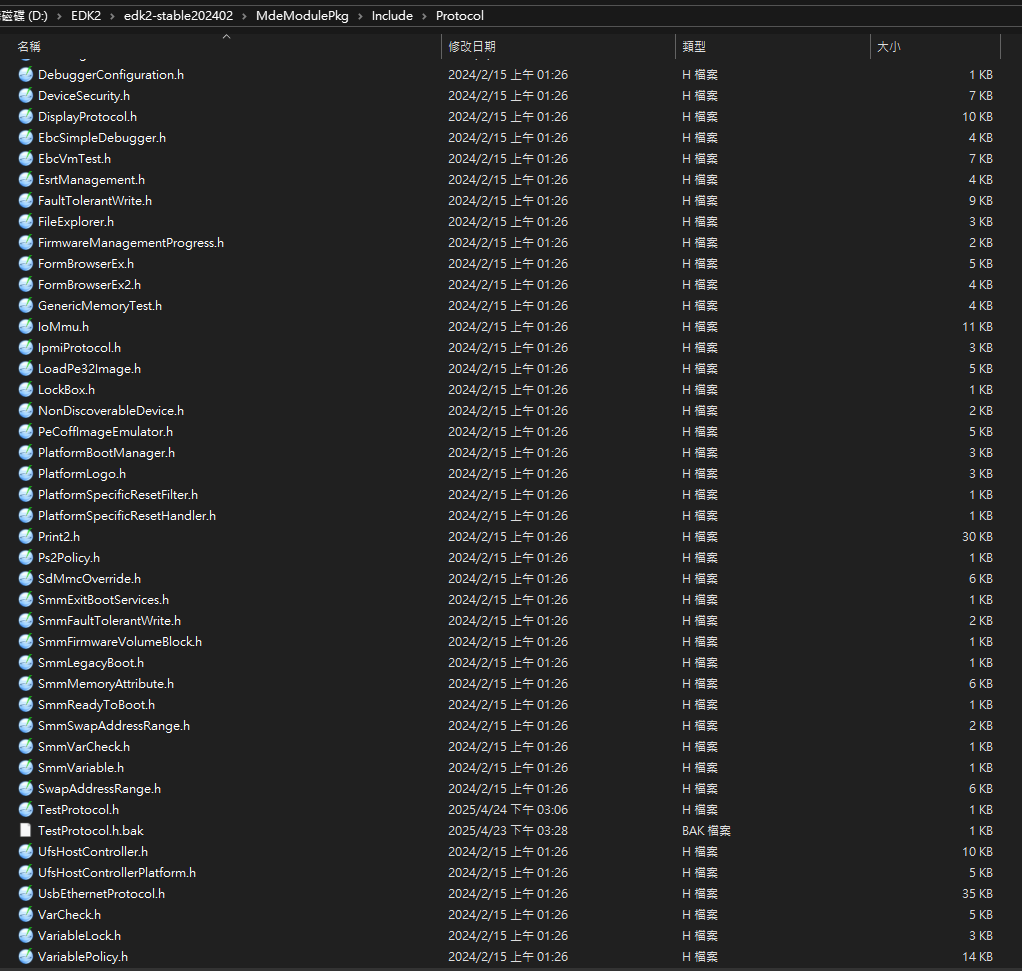 磁碟 (D:) > EDK2 > edk2-stable202402 > MdeModulePkg > Include > Protocol
名稱 修改日期 類型 大小
DebuggerConfiguration.h 2024/2/15 上午 01:26 H 檔案 1 KB
DeviceSecurity.h 2024/2/15 上午 01:26 H 檔案 7 KB
DisplayProtocol.h 2024/2/15 上午 01:26 H 檔案 10 KB
EbcSimpleDebugger.h 2024/2/15 上午 01:26 H 檔案 4 KB
EbcVmTest.h 2024/2/15 上午 01:26 H 檔案 7 KB
EsrtManagement.h 2024/2/15 上午 01:26 H 檔案 4 KB
FaultTolerantWrite.h 2024/2/15 上午 01:26 H 檔案 9 KB
FileExplorer.h 2024/2/15 上午 01:26 H 檔案 3 KB
FirmwareManagementProgress.h 2024/2/15 上午 01:26 H 檔案 2 KB
FormBrowserEx.h 2024/2/15 上午 01:26 H 檔案 5 KB
FormBrowserEx2.h 2024/2/15 上午 01:26 H 檔案 4 KB
GenericMemoryTest.h 2024/2/15 上午 01:26 H 檔案 4 KB
IoMmu.h 2024/2/15 上午 01:26 H 檔案 11 KB
IpmiProtocol.h 2024/2/15 上午 01:26 H 檔案 3 KB
LoadPe32Image.h 2024/2/15 上午 01:26 H 檔案 5 KB
LockBox.h 2024/2/15 上午 01:26 H 檔案 1 KB
NonDiscoverableDevice.h 2024/2/15 上午 01:26 H 檔案 2 KB
PeCoffImageEmulator.h 2024/2/15 上午 01:26 H 檔案 5 KB
PlatformBootManager.h 2024/2/15 上午 01:26 H 檔案 3 KB
PlatformLogo.h 2024/2/15 上午 01:26 H 檔案 3 KB
PlatformSpecificResetFilter.h 2024/2/15 上午 01:26 H 檔案 1 KB
PlatformSpecificResetHandler.h 2024/2/15 上午 01:26 H 檔案 1 KB
Print2.h 2024/2/15 上午 01:26 H 檔案 30 KB
Ps2Policy.h 2024/2/15 上午 01:26 H 檔案 1 KB
SdMmcOverride.h 2024/2/15 上午 01:26 H 檔案 6 KB
SmmExitBootServices.h 2024/2/15 上午 01:26 H 檔案 1 KB
SmmFaultTolerantWrite.h 2024/2/15 上午 01:26 H 檔案 2 KB
SmmFirmwareVolumeBlock.h 2024/2/15 上午 01:26 H 檔案 1 KB
SmmLegacyBoot.h 2024/2/15 上午 01:26 H 檔案 1 KB
SmmMemoryAttribute.h 2024/2/15 上午 01:26 H 檔案 6 KB
SmmReadyToBoot.h 2024/2/15 上午 01:26 H 檔案 1 KB
SmmSwapAddressRange.h 2024/2/15 上午 01:26 H 檔案 2 KB
SmmVarCheck.h 2024/2/15 上午 01:26 H 檔案 1 KB
SmmVariable.h 2024/2/15 上午 01:26 H 檔案 1 KB
SwapAddressRange.h 2024/2/15 上午 01:26 H 檔案 6 KB
TestProtocol.h 2025/4/24 下午 03:06 H 檔案 1 KB
TestProtocol.h.bak 2025/4/23 下午 03:28 BAK 檔案 1 KB
UfsHostController.h 2024/2/15 上午 01:26 H 檔案 10 KB
UfsHostControllerPlatform.h 2024/2/15 上午 01:26 H 檔案 5 KB
UsbEthernetProtocol.h 2024/2/15 上午 01:26 H 檔案 35 KB
VarCheck.h 2024/2/15 上午 01:26 H 檔案 5 KB
VariableLock.h 2024/2/15 上午 01:26 H 檔案 3 KB
VariablePolicy.h 2024/2/15 上午 01:26 H 檔案 14 KB